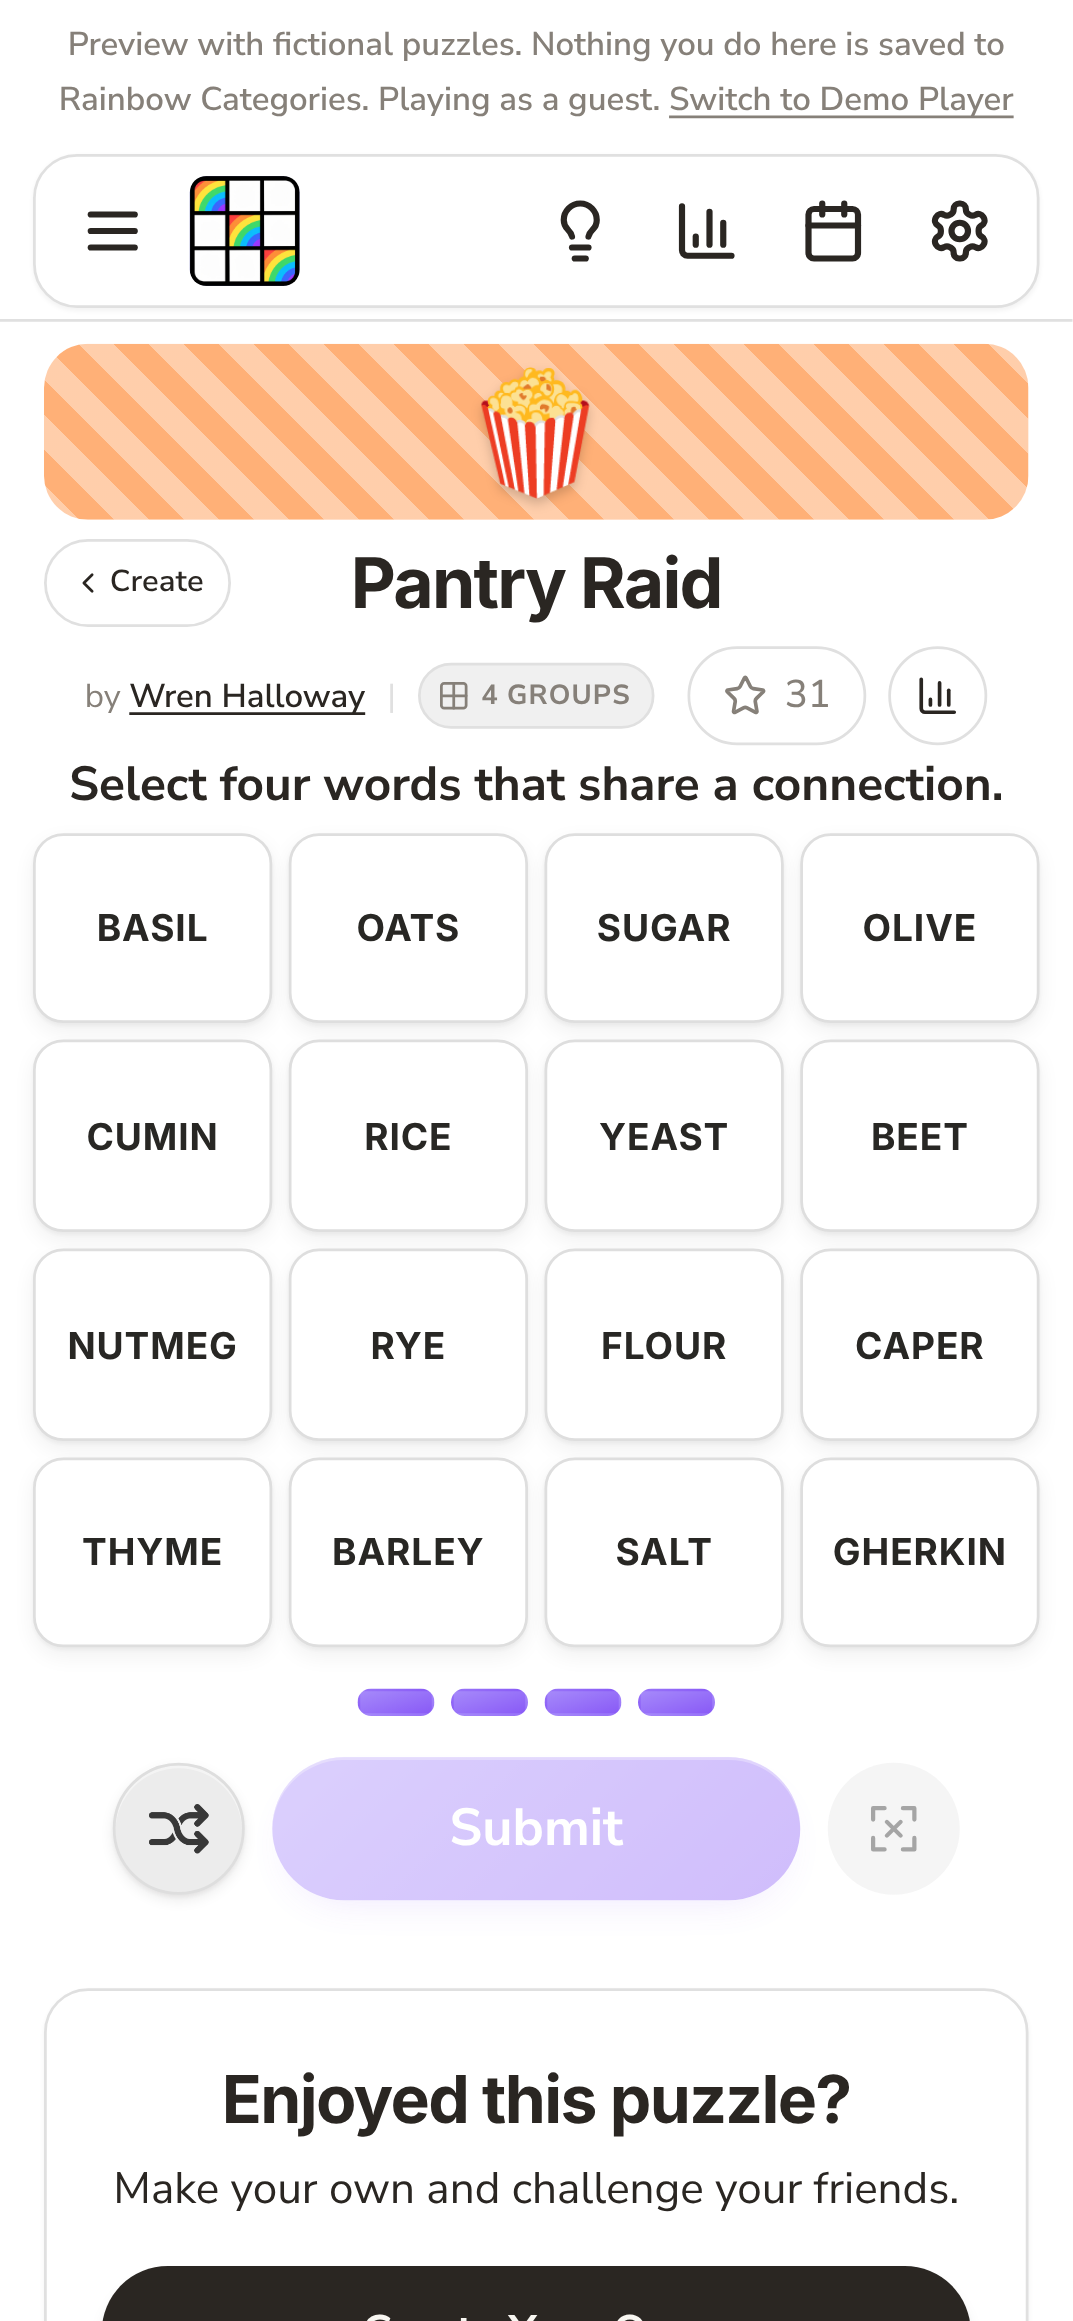 Preview with fictional puzzles. Nothing you do here is saved to
Rainbow Categories. Playing as a guest. Switch to Demo Player
Create
Pantry Raid
by Wren Halloway
4 GROUPS
31
Select four words that share a connection.
BASIL OATS SUGAR OLIVE
CUMIN RICE YEAST BEET
NUTMEG RYE FLOUR CAPER
THYME BARLEY SALT GHERKIN
Submit
Enjoyed this puzzle?
Make your own and challenge your friends.